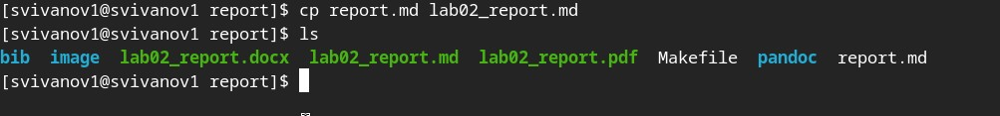 [svivanov1@svivanov1 report]$ cp report.md lab02_report.md
[svivanov1@svivanov1 report]$ ls
bib  image  lab02_report.docx  lab02_report.md  lab02_report.pdf  Makefile  pandoc  report.md
[svivanov1@svivanov1 report]$